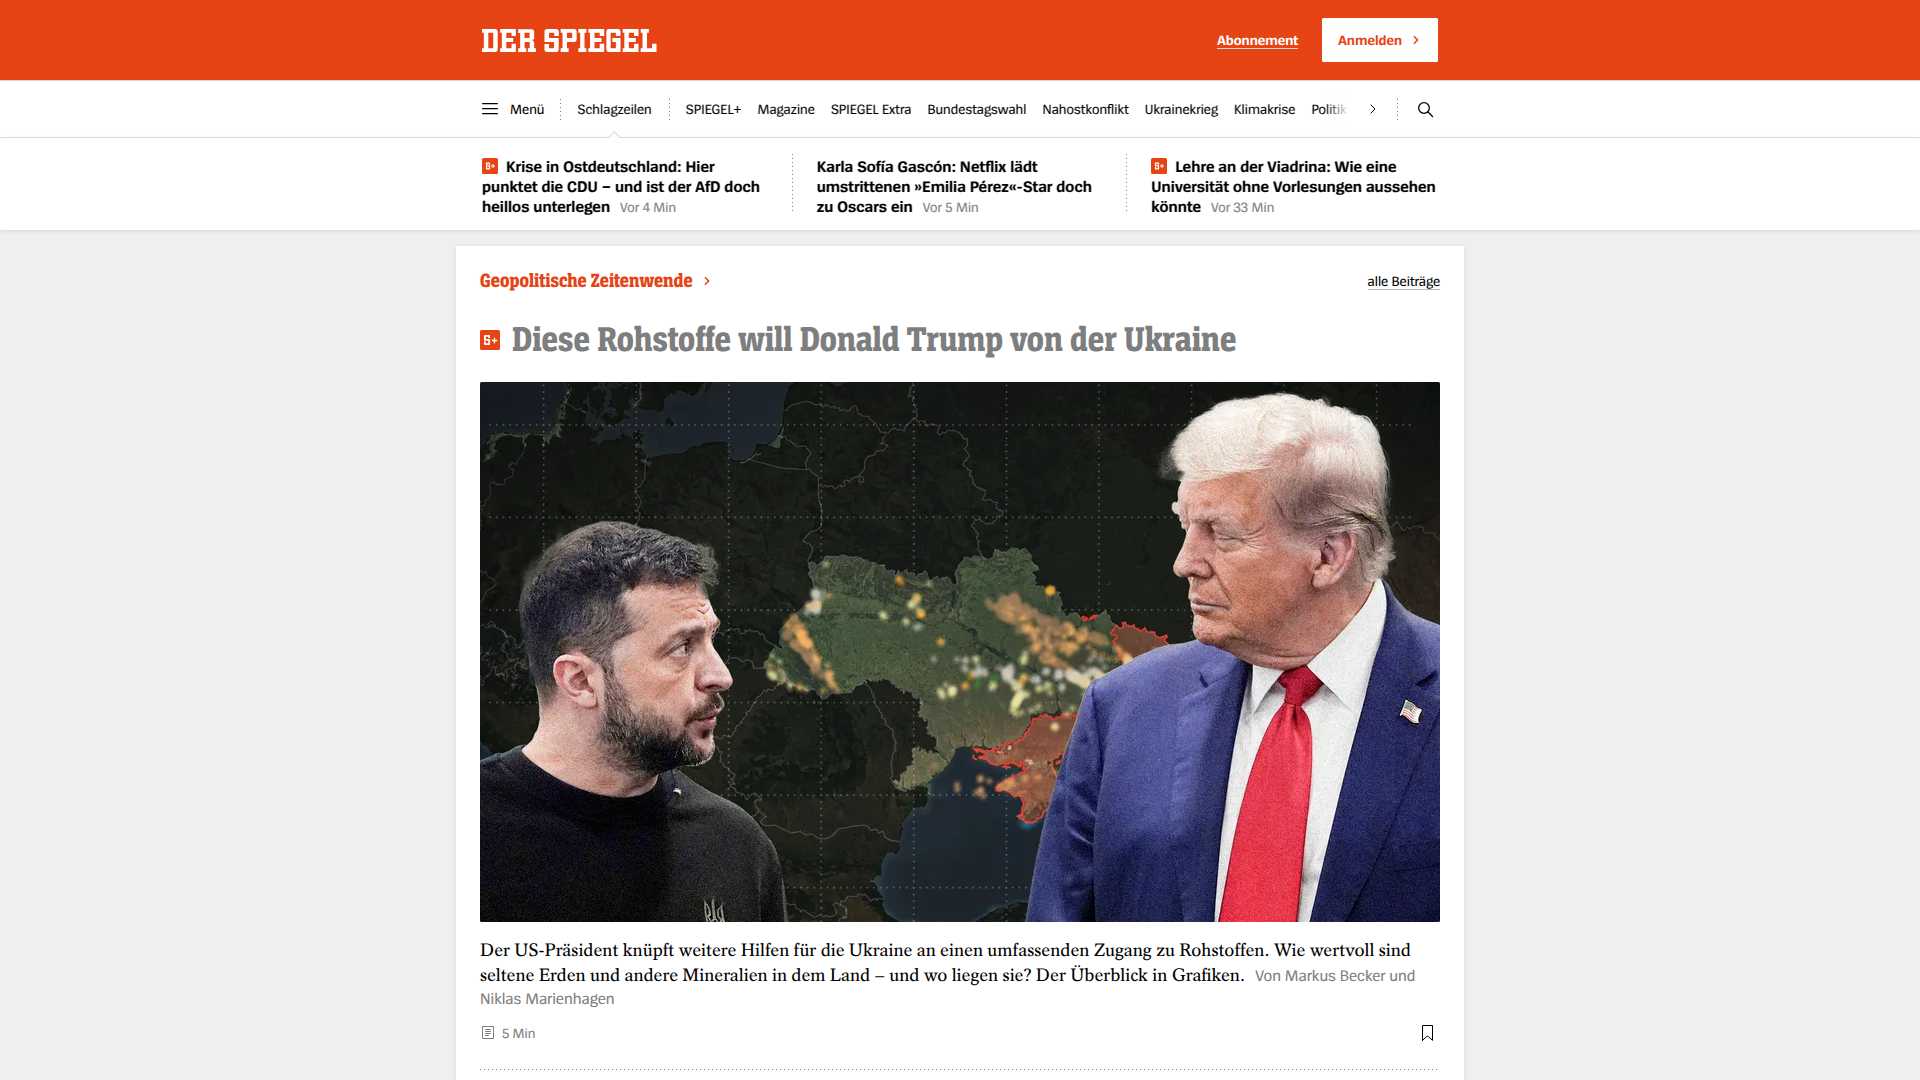 DER SPIEGEL
Abonnement
Anmelden
Menü
Schlagzeilen
SPIEGEL+
Magazine
SPIEGEL Extra
Bundestagswahl
Nahostkonflikt
Ukrainekrieg
Klimakrise
Politik
S+ Krise in Ostdeutschland: Hier
punktet die CDU – und ist der AfD doch
heillos unterlegen Vor 4 Min
Karla Sofía Gascón: Netflix lädt
umstrittenen »Emilia Pérez«-Star doch
zu Oscars ein Vor 5 Min
S+ Lehre an der Viadrina: Wie eine
Universität ohne Vorlesungen aussehen
könnte Vor 33 Min
Geopolitische Zeitenwende
alle Beiträge
S+ Diese Rohstoffe will Donald Trump von der Ukraine
Der US-Präsident knüpft weitere Hilfen für die Ukraine an einen umfassenden Zugang zu Rohstoffen. Wie wertvoll sind
seltene Erden und andere Mineralien in dem Land – und wo liegen sie? Der Überblick in Grafiken. Von Markus Becker und
Niklas Marienhagen
5 Min